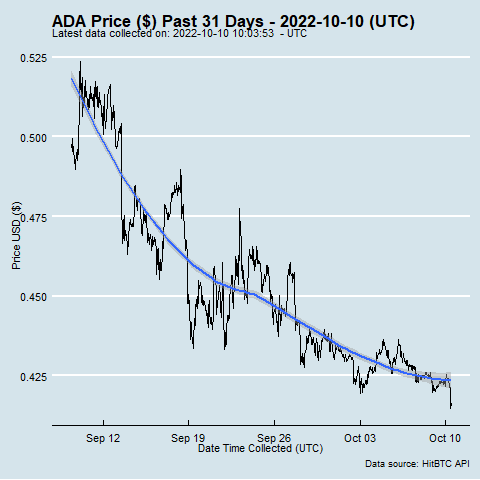 ADA Price ($) Past 31 Days - 2022-10-10 (UTC)
Latest data collected on: 2022-10-10 10:03:53 - UTC
0.525
0.500
0.475
0.450
0.425
Price USD ($)
Sep 12
Sep 19
Sep 26
Oct 03
Oct 10
Date Time Collected (UTC)
Data source: HitBTC API